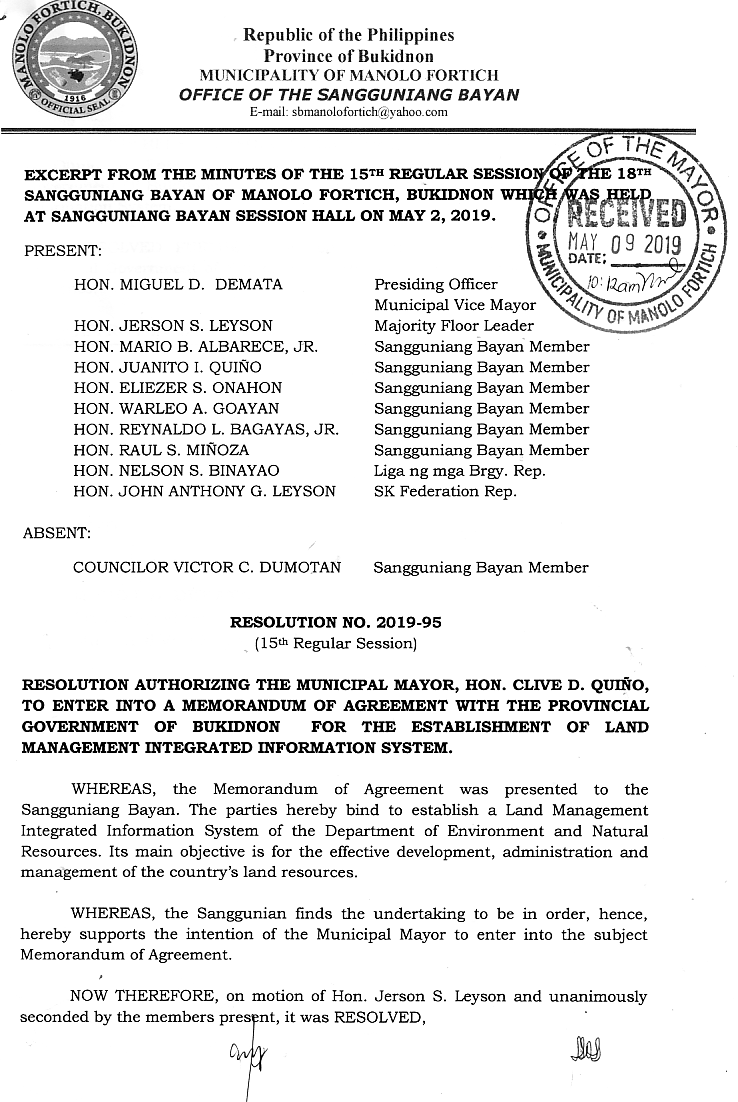 MANOLO FORTICH, BUKIDNON
1916
OFFICIAL SEAL
Republic of the Philippines
Province of Bukidnon
MUNICIPALITY OF MANOLO FORTICH
OFFICE OF THE SANGGUNIANG BAYAN
E-mail: sbmanolofortich@yahoo.com
EXCERPT FROM THE MINUTES OF THE 15TH REGULAR SESSION OF THE 18TH
SANGGUNIANG BAYAN OF MANOLO FORTICH, BUKIDNON WHICH WAS HELD
AT SANGGUNIANG BAYAN SESSION HALL ON MAY 2, 2019.
OFFICE OF THE MAYOR
RECEIVED
MAY 09 2019
DATE:
10:12am
MUNICIPALITY OF MANOLO FORTICH
PRESENT:
HON. MIGUEL D. DEMATA Presiding Officer
Municipal Vice Mayor
HON. JERSON S. LEYSON Majority Floor Leader
HON. MARIO B. ALBARECE, JR. Sangguniang Bayan Member
HON. JUANITO I. QUIÑO Sangguniang Bayan Member
HON. ELIEZER S. ONAHON Sangguniang Bayan Member
HON. WARLEO A. GOAYAN Sangguniang Bayan Member
HON. REYNALDO L. BAGAYAS, JR. Sangguniang Bayan Member
HON. RAUL S. MIÑOZA Sangguniang Bayan Member
HON. NELSON S. BINAYAO Liga ng mga Brgy. Rep.
HON. JOHN ANTHONY G. LEYSON SK Federation Rep.
ABSENT:
COUNCILOR VICTOR C. DUMOTAN Sangguniang Bayan Member
RESOLUTION NO. 2019-95
(15th Regular Session)
RESOLUTION AUTHORIZING THE MUNICIPAL MAYOR, HON. CLIVE D. QUIÑO,
TO ENTER INTO A MEMORANDUM OF AGREEMENT WITH THE PROVINCIAL
GOVERNMENT OF BUKIDNON FOR THE ESTABLISHMENT OF LAND
MANAGEMENT INTEGRATED INFORMATION SYSTEM.
WHEREAS, the Memorandum of Agreement was presented to the
Sangguniang Bayan. The parties hereby bind to establish a Land Management
Integrated Information System of the Department of Environment and Natural
Resources. Its main objective is for the effective development, administration and
management of the country's land resources.
WHEREAS, the Sanggunian finds the undertaking to be in order, hence,
hereby supports the intention of the Municipal Mayor to enter into the subject
Memorandum of Agreement.
NOW THEREFORE, on motion of Hon. Jerson S. Leyson and unanimously
seconded by the members present, it was RESOLVED,